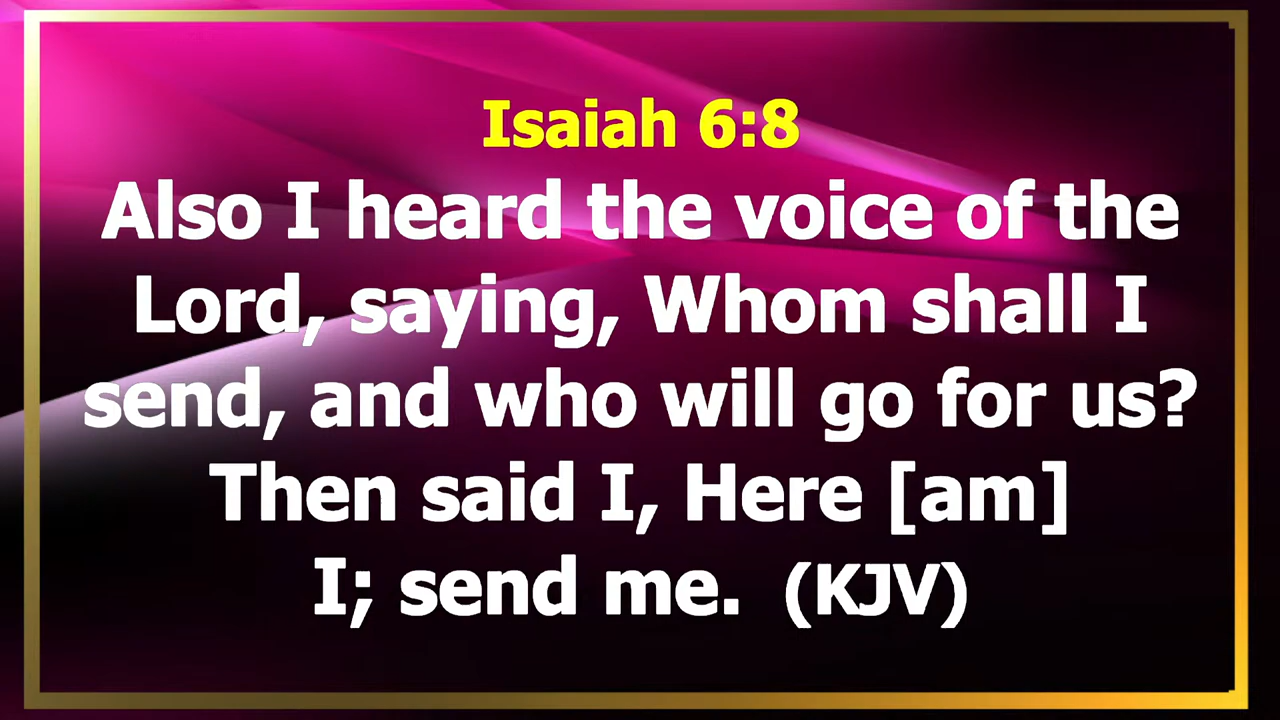 Isaiah 6:8
Also I heard the voice of the
Lord, saying, Whom shall I
send, and who will go for us?
Then said I, Here [am]
I; send me.  (KJV)